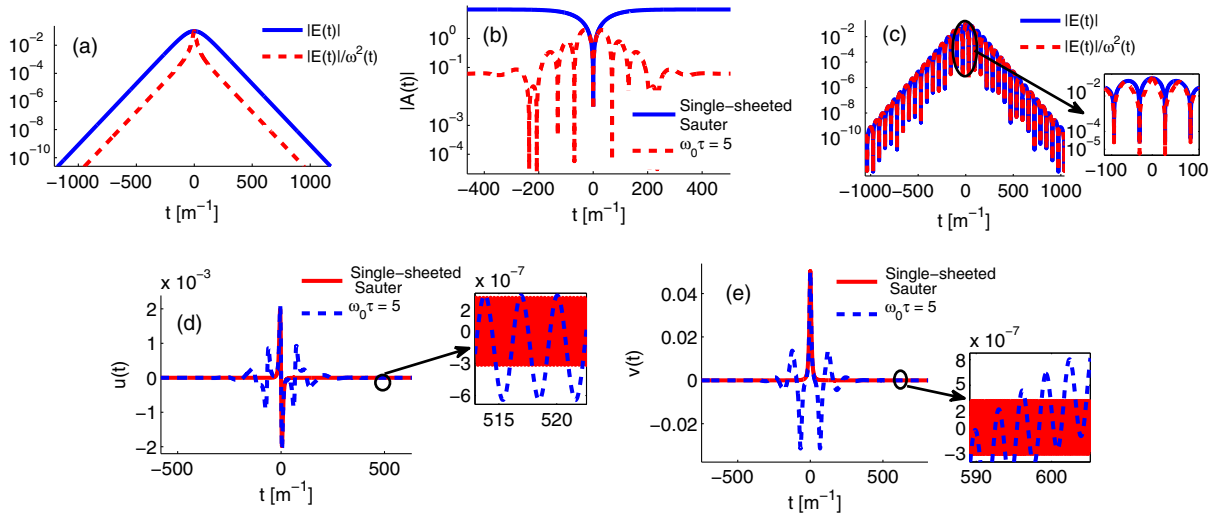 (a)
|E(t)|
|E(t)|/ω²(t)
10⁻²
10⁻⁴
10⁻⁶
10⁻⁸
10⁻¹⁰
−1000 −500 0 500 1000
t [m⁻¹]
(b)
|A(t)|
10⁰
10⁻²
10⁻³
10⁻⁴
Single−sheeted
Sauter
ω₀τ = 5
−400 −200 0 200 400
t [m⁻¹]
(c)
|E(t)|
|E(t)|/ω²(t)
10⁻²
10⁻⁴
10⁻⁶
10⁻⁸
10⁻¹⁰
−1000 −500 0 500 1000
t [m⁻¹]
10⁻²
10⁻⁴
10⁻⁵
−100 0 100
x 10⁻³
(d)
u(t)
2
1
0
−1
−2
Single−sheeted
Sauter
ω₀τ = 5
−500 0 500
t [m⁻¹]
x 10⁻⁷
2
0
−3
−6
515 520
(e)
v(t)
0.04
0.02
0
−0.02
Single−sheeted
Sauter
ω₀τ = 5
−500 0 500
t [m⁻¹]
x 10⁻⁷
8
5
2
0
−3
590 600